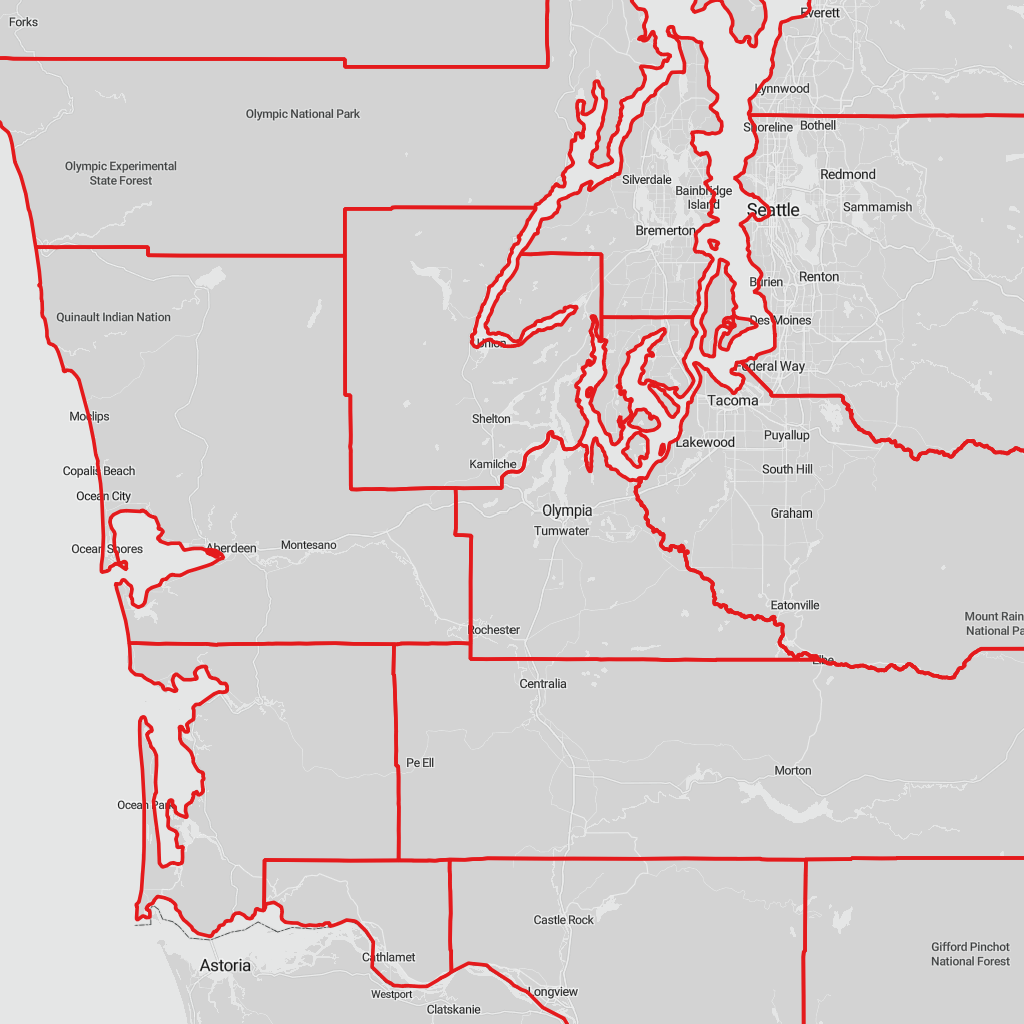 Forks
Everett
Lynnwood
Olympic National Park
Shoreline
Bothell
Olympic Experimental
State Forest
Silverdale
Redmond
Bainbridge
Island
Seattle
Sammamish
Bremerton
Burien
Renton
Quinault Indian Nation
Des Moines
Union
Federal Way
Tacoma
Moclips
Shelton
Puyallup
Lakewood
Copalis Beach
Kamilche
South Hill
Ocean City
Olympia
Graham
Tumwater
Ocean Shores
Aberdeen
Montesano
Eatonville
Mount Rain
National Pa
Rochester
Elbe
Centralia
Pe Ell
Morton
Ocean Park
Castle Rock
Gifford Pinchot
National Forest
Cathlamet
Astoria
Westport
Longview
Clatskanie